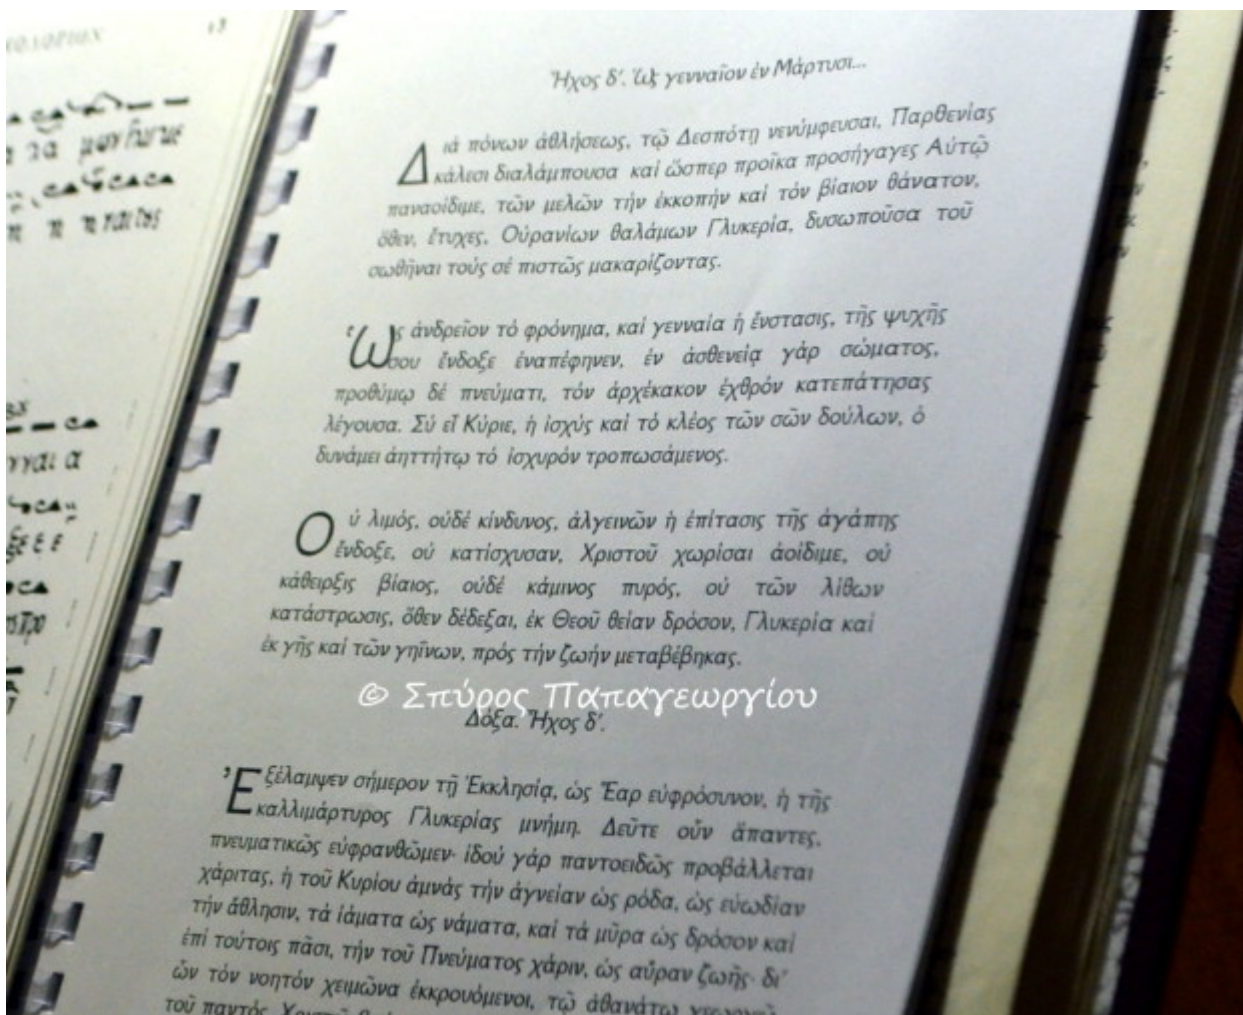 13
Ἦχος δ'. Ὡς γενναῖον ἐν Μάρτυσι...
Διά πόνων ἀθλήσεως, τῷ Δεσπότῃ νενύμφευσαι, Παρθενίας
κάλεσι διαλάμπουσα καί ὥσπερ προῖκα προσήγαγες Αὐτῷ
παναοίδιμε, τῶν μελῶν τήν ἐκκοπήν καί τόν βίαιον θάνατον,
ὅθεν, ἔτυχες, Οὐρανίων θαλάμων Γλυκερία, δυσωποῦσα τοῦ
σωθῆναι τούς σέ πιστῶς μακαρίζοντας.
Ὡς ἀνδρεῖον τό φρόνημα, καί γενναία ἡ ἔνστασις, τῆς ψυχῆς
σου ἔνδοξε ἐναπέφηνεν, ἐν ἀσθενείᾳ γάρ σώματος,
προθύμῳ δέ πνεύματι, τόν ἀρχέκακον ἐχθρόν κατεπάτησας
λέγουσα. Σύ εἶ Κύριε, ἡ ἰσχύς καί τό κλέος τῶν σῶν δούλων, ὁ
δυνάμει ἀηττήτῳ τό ἰσχυρόν τροπωσάμενος.
Οὐ λιμός, οὐδέ κίνδυνος, ἀλγεινῶν ἡ ἐπίτασις τῆς ἀγάπης
ἔνδοξε, οὐ κατίσχυσαν, Χριστοῦ χωρίσαι ἀοίδιμε, οὐ
κάθειρξις βίαιος, οὐδέ κάμινος πυρός, οὐ τῶν λίθων
κατάστρωσις, ὅθεν δέδεξαι, ἐκ Θεοῦ θείαν δρόσον, Γλυκερία καί
ἐκ γῆς καί τῶν γηΐνων, πρός τήν ζωήν μεταβέβηκας.
© Σπύρος Παπαγεωργίου
Δόξα. Ἦχος δ'.
Ἐξέλαμψεν σήμερον τῇ Ἐκκλησίᾳ, ὡς Ἔαρ εὐφρόσυνον, ἡ τῆς
καλλιμάρτυρος Γλυκερίας μνήμη. Δεῦτε οὖν ἅπαντες,
πνευματικῶς εὐφρανθῶμεν· ἰδού γάρ παντοειδῶς προβάλλεται
χάριτας, ἡ τοῦ Κυρίου ἀμνάς τήν ἁγνείαν ὡς ρόδα, ὡς εὐωδίαν
τήν ἄθλησιν, τά ἰάματα ὡς νάματα, καί τά μῦρα ὡς δρόσον καί
ἐπί τούτοις πᾶσι, τήν τοῦ Πνεύματος χάριν, ὡς αὔραν ζωῆς· δι'
ὧν τόν νοητόν χειμῶνα ἐκκρουόμενοι, τῷ ἀθανάτῳ
τοῦ παντός